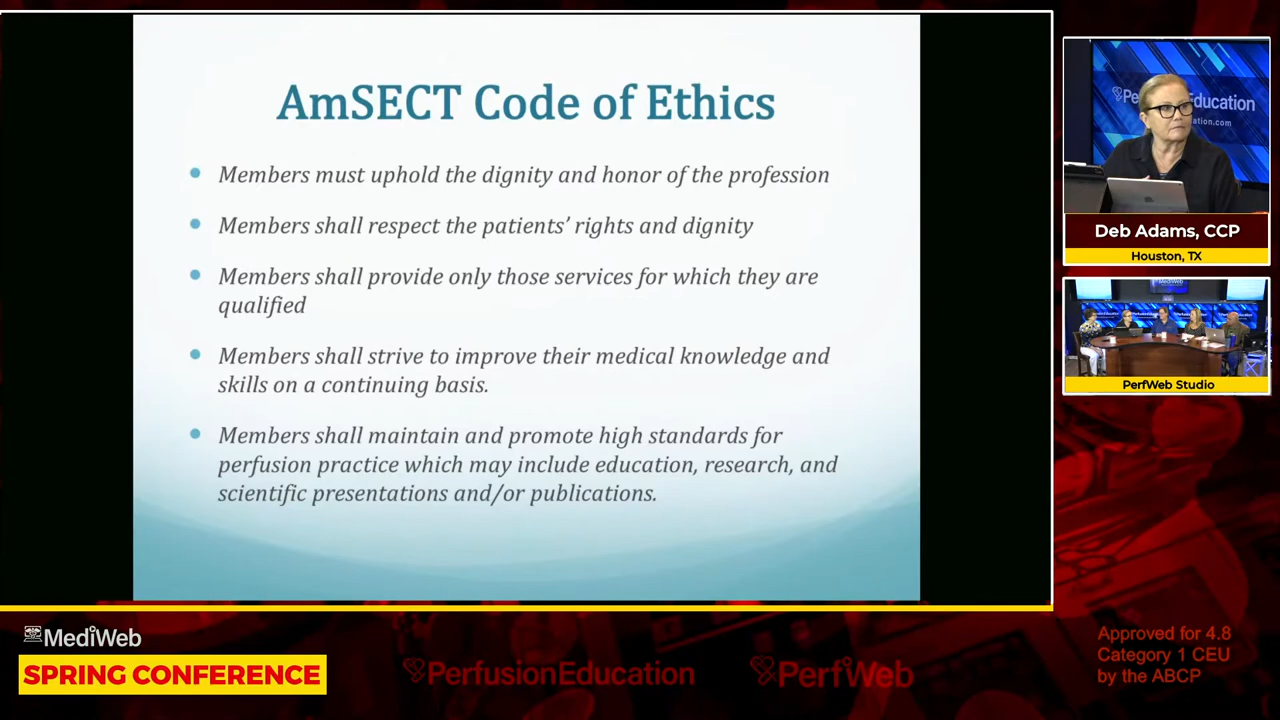 AmSECT Code of Ethics
Members must uphold the dignity and honor of the profession
Members shall respect the patients’ rights and dignity
Members shall provide only those services for which they are
qualified
Members shall strive to improve their medical knowledge and
skills on a continuing basis.
Members shall maintain and promote high standards for
perfusion practice which may include education, research, and
scientific presentations and/or publications.
PerfusionEducation
Deb Adams, CCP
Houston, TX
MediWeb
PerfWeb Studio
MediWeb
SPRING CONFERENCE
PerfusionEducation
PerfWeb
Approved for 4.8
Category 1 CEU
by the ABCP